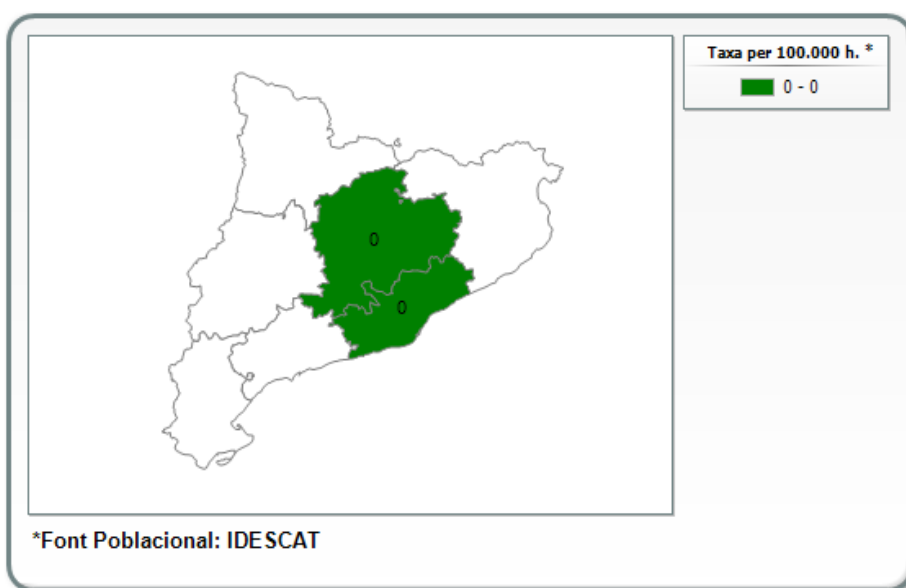 Taxa per 100.000 h. *
0 - 0
0
0
*Font Poblacional: IDESCAT